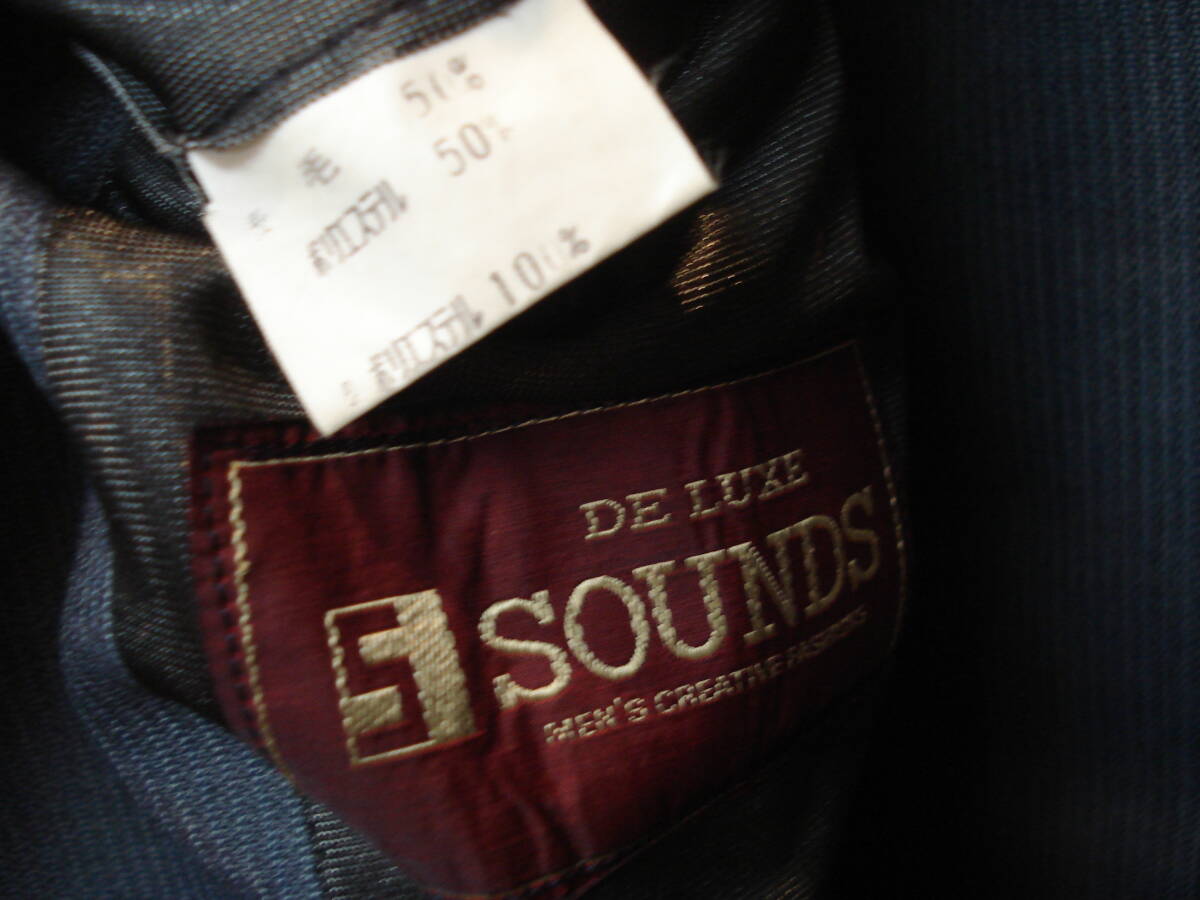 毛 50%
ポリエステル 50%
ポリエステル 100%
DE LUXE
SOUNDS
MEN'S CREATIVE FASHIONS